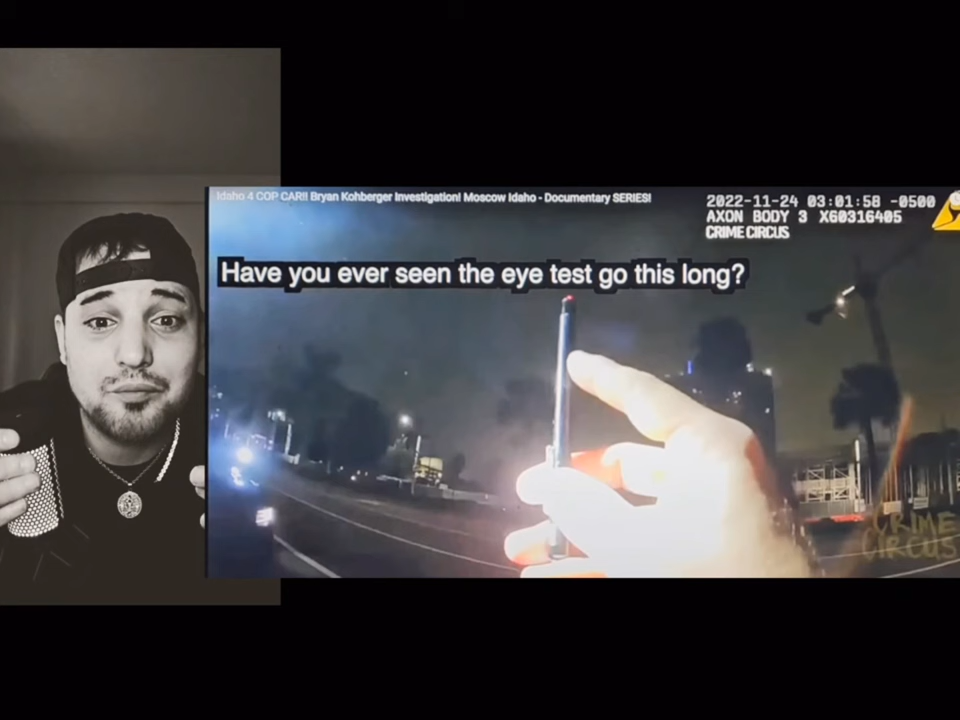 Idaho 4 COP CAR!! Bryan Kohberger Investigation! Moscow Idaho - Documentary SERIES!
2022-11-24 03:01:58 -0500
AXON BODY 3 X60316405
CRIME CIRCUS
Have you ever seen the eye test go this long?
CRIME
CIRCUS